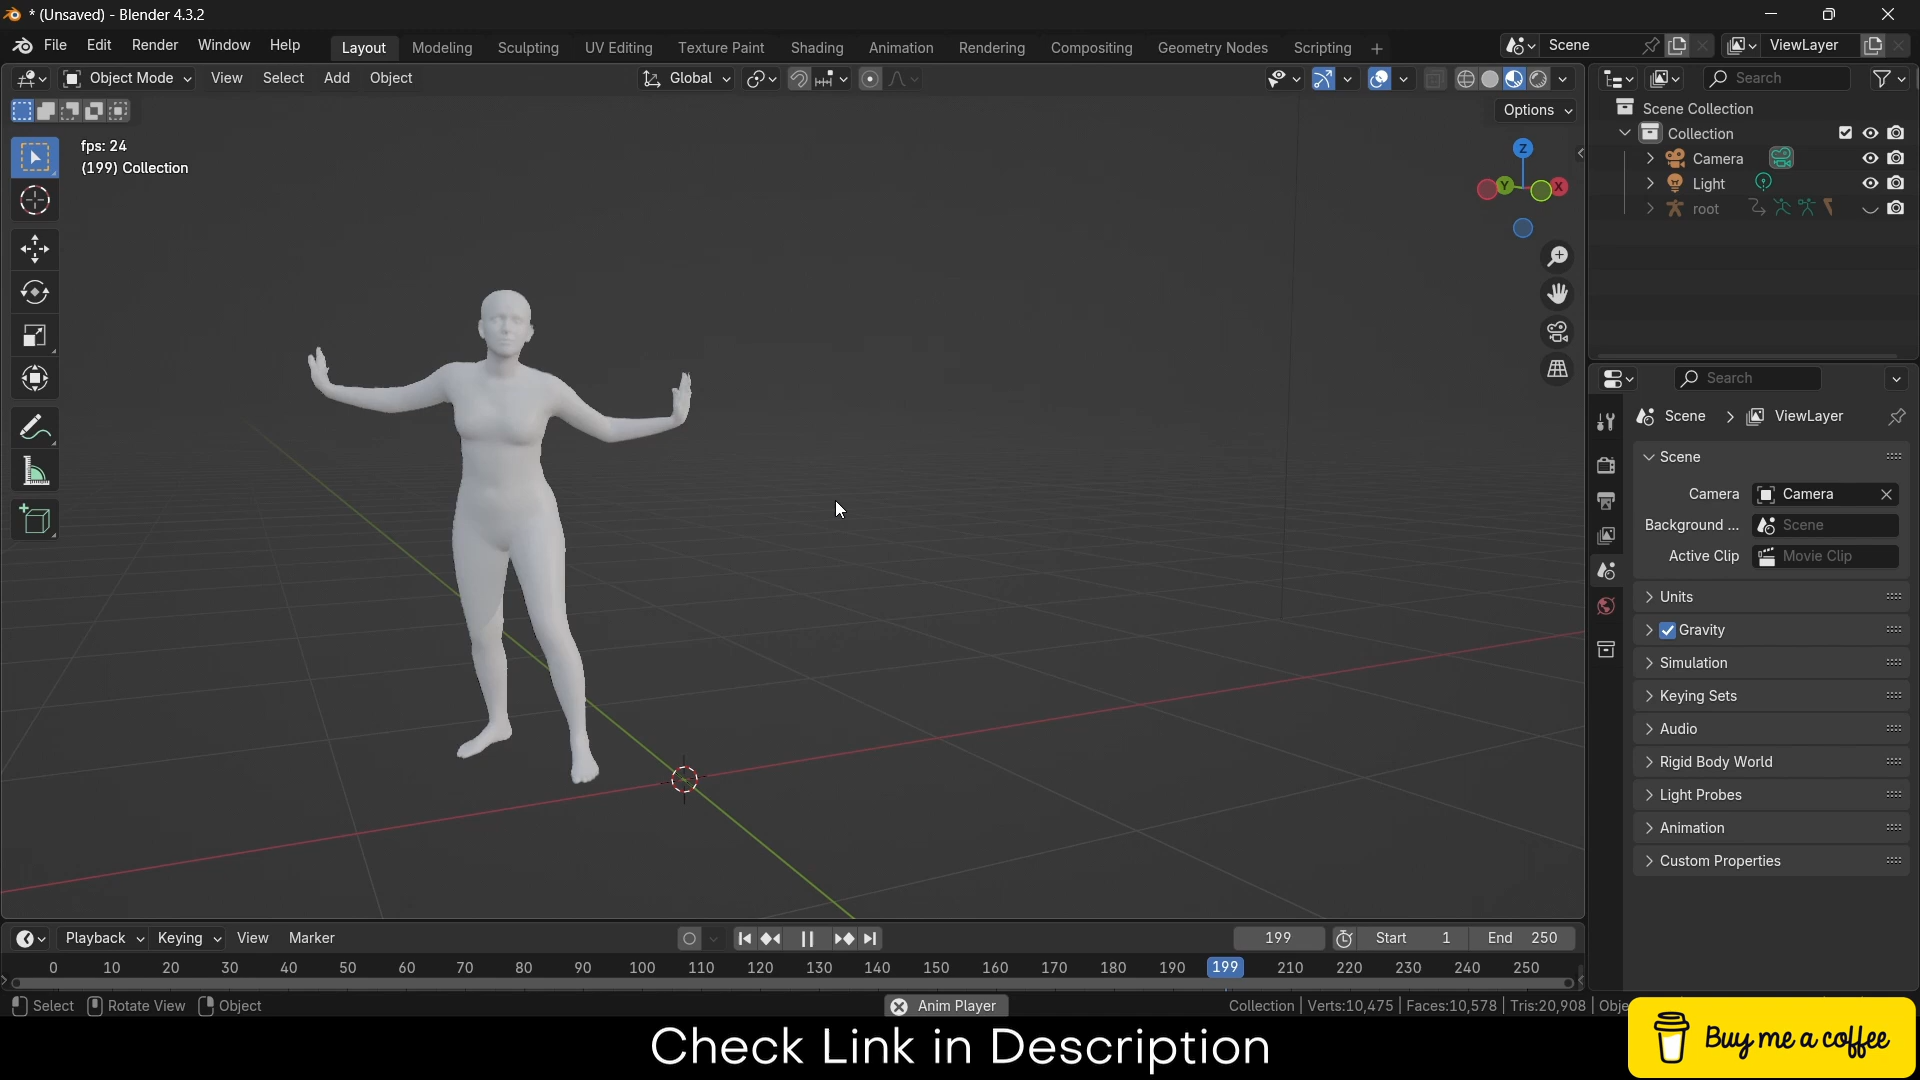 * (Unsaved) - Blender 4.3.2
File Edit Render Window Help Layout Modeling Sculpting UV Editing Texture Paint Shading Animation Rendering Compositing Geometry Nodes Scripting + Scene ViewLayer
Object Mode View Select Add Object Global Search
Options
fps: 24
(199) Collection
Z
Y
X
Scene Collection
Collection
Camera
Light
root
Search
Scene > ViewLayer
Scene
Camera Camera
Background ... Scene
Active Clip Movie Clip
Units
Gravity
Simulation
Keying Sets
Audio
Rigid Body World
Light Probes
Animation
Custom Properties
Playback Keying View Marker 199 Start 1 End 250
0 10 20 30 40 50 60 70 80 90 100 110 120 130 140 150 160 170 180 190 199 210 220 230 240 250
Select Rotate View Object Anim Player Collection | Verts:10,475 | Faces:10,578 | Tris:20,908 | Obje
Check Link in Description
Buy me a coffee